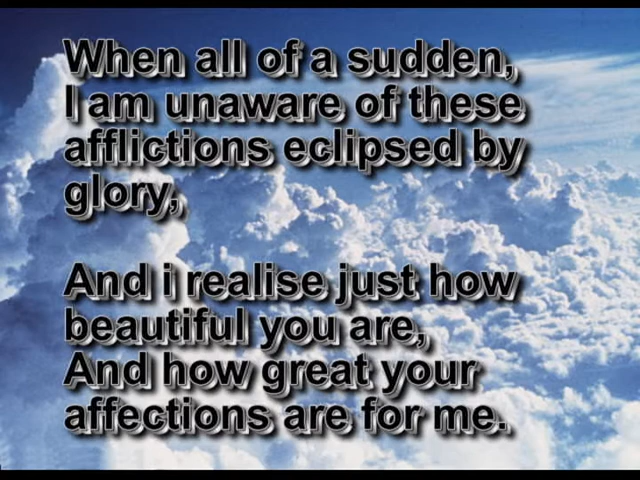 When all of a sudden,
I am unaware of these
afflictions eclipsed by
glory,
And i realise just how
beautiful you are,
And how great your
affections are for me.